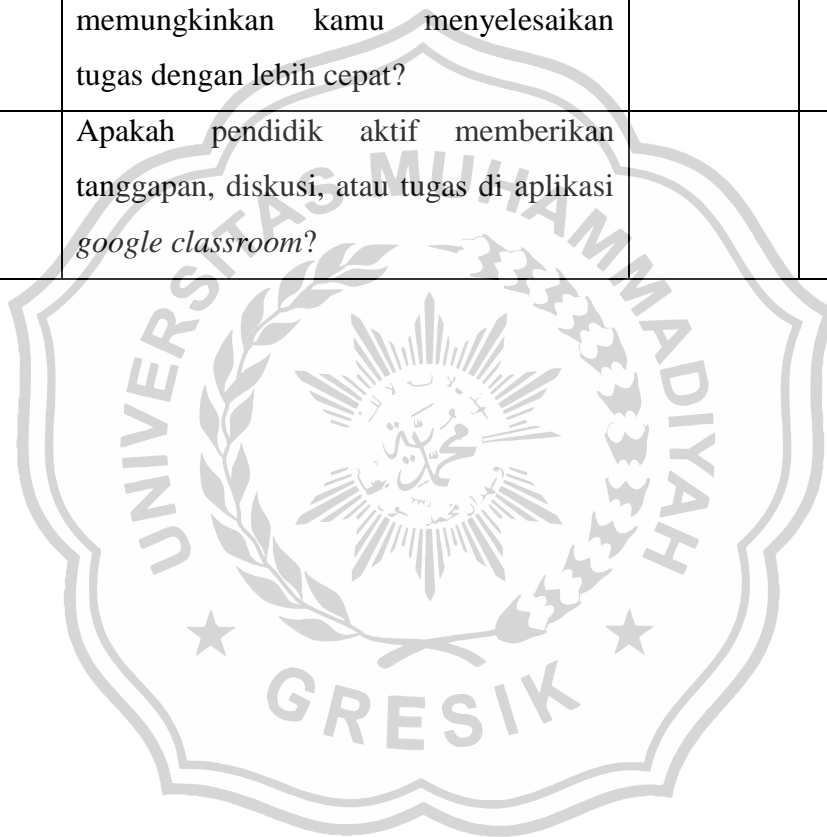 memungkinkan kamu menyelesaikan
tugas dengan lebih cepat?
Apakah pendidik aktif memberikan
tanggapan, diskusi, atau tugas di aplikasi
google classroom?
UNIVERSITAS MUHAMMADIYAH
GRESIK